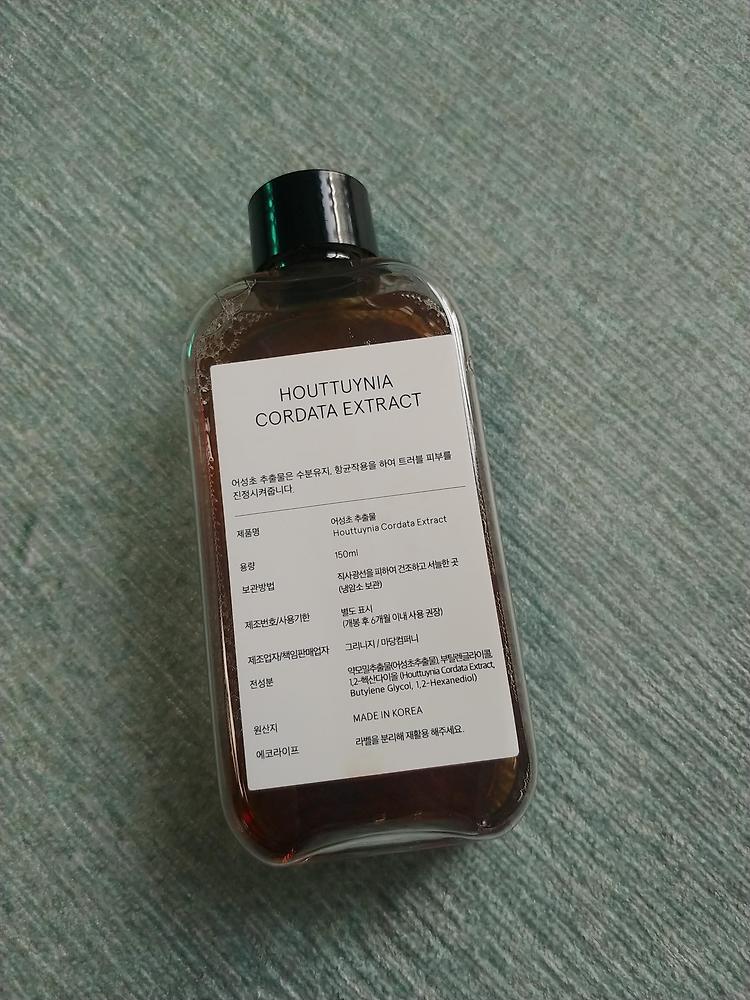 HOUTTUYNIA
CORDATA EXTRACT
어성초 추출물은 수분유지, 항균작용을 하여 트러블 피부를
진정시켜줍니다.
제품명
어성초 추출물
Houttuynia Cordata Extract
용량
150ml
보관방법
직사광선을 피하여 건조하고 서늘한 곳
(냉암소 보관)
제조번호/사용기한
별도 표시
(개봉 후 6개월 이내 사용 권장)
제조업자/책임판매업자
그리니지 / 마당컴퍼니
전성분
약모밀추출물(어성초추출물), 부틸렌글라이콜,
1,2-헥산다이올 (Houttuynia Cordata Extract,
Butylene Glycol, 1,2-Hexanediol)
원산지
MADE IN KOREA
에코라이프
라벨을 분리해 재활용 해주세요.